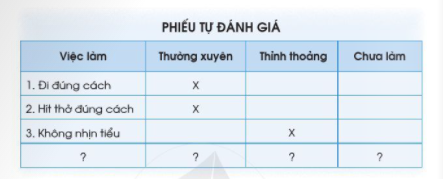 PHIẾU TỰ ĐÁNH GIÁ
Việc làm Thường xuyên Thỉnh thoảng Chưa làm
1. Đi đúng cách X
2. Hít thở đúng cách X
3. Không nhịn tiểu X
? ? ? ?